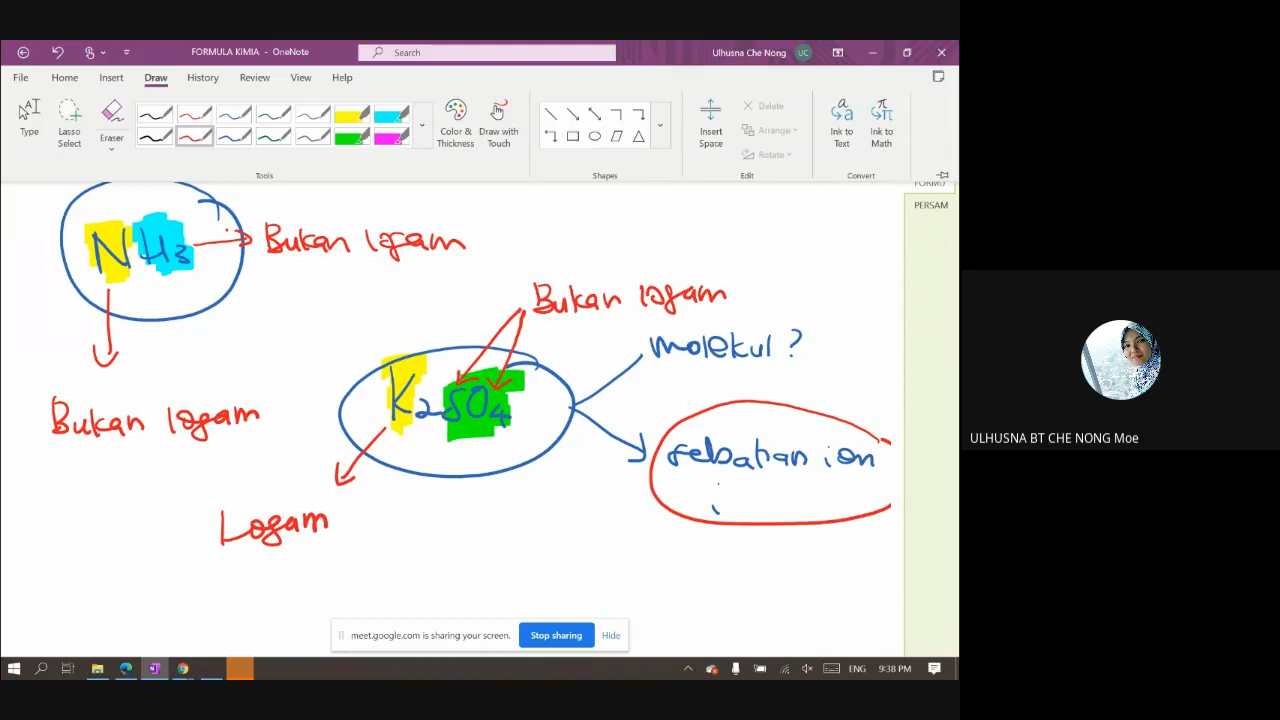 FORMULA KIMIA - OneNote
Search
Ulhusna Che Nong
UC
File
Home
Insert
Draw
History
Review
View
Help
Type
Lasso Select
Eraser
Color & Thickness
Draw with Touch
Insert Space
Delete
Arrange
Rotate
Ink to Text
Ink to Math
Tools
Shapes
Edit
Convert
FORMU
PERSAM
NH3
Bukan logam
Bukan logam
Bukan logam
molekul ?
K2SO4
sebatian ion
Logam
ULHUSNA BT CHE NONG Moe
meet.google.com is sharing your screen.
Stop sharing
Hide
ENG
9:38 PM